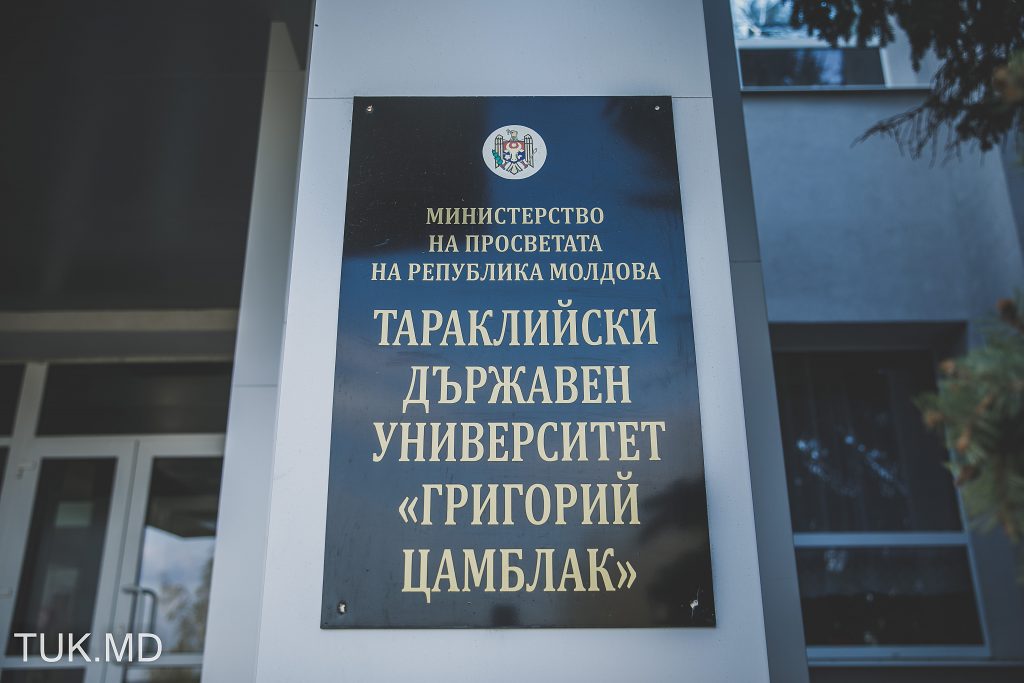 МИНИСТЕРСТВО
НА ПРОСВЕТАТА
НА РЕПУБЛИКА МОЛДОВА
ТАРАКЛИЙСКИ
ДЪРЖАВЕН
УНИВЕРСИТЕТ
«ГРИГОРИЙ
ЦАМБЛАК»
TUK.MD